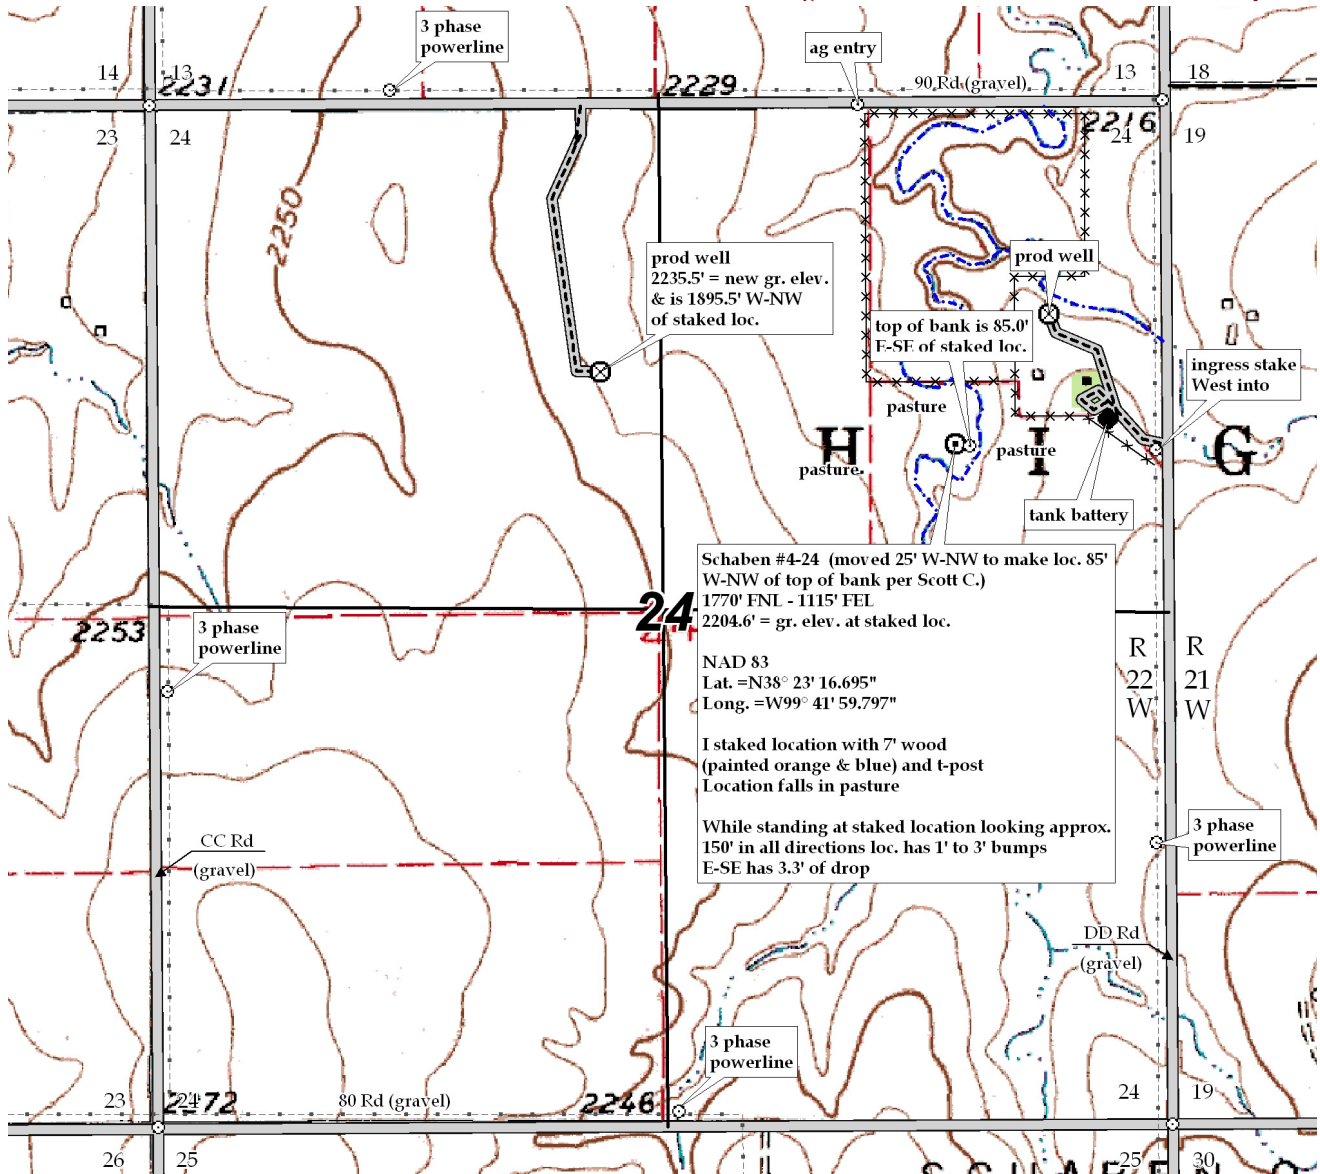 3 phase
powerline
ag entry
14
13
2231
2229
90 Rd (gravel)
13
18
23
24
2216
24
19
2250
prod well
2235.5' = new gr. elev.
& is 1895.5' W-NW
of staked loc.
prod well
top of bank is 85.0'
E-SE of staked loc.
ingress stake
West into
pasture
H
I
G
pasture
pasture
tank battery
Schaben #4-24 (moved 25' W-NW to make loc. 85'
W-NW of top of bank per Scott C.)
1770' FNL - 1115' FEL
2204.6' = gr. elev. at staked loc.
NAD 83
Lat. =N38° 23' 16.695"
Long. =W99° 41' 59.797"
I staked location with 7' wood
(painted orange & blue) and t-post
Location falls in pasture
While standing at staked location looking approx.
150' in all directions loc. has 1' to 3' bumps
E-SE has 3.3' of drop
24
2253
3 phase
powerline
R
22
W
R
21
W
CC Rd
(gravel)
3 phase
powerline
DD Rd
(gravel)
3 phase
powerline
23
24
2272
80 Rd (gravel)
2246
24
19
26
25
25
30